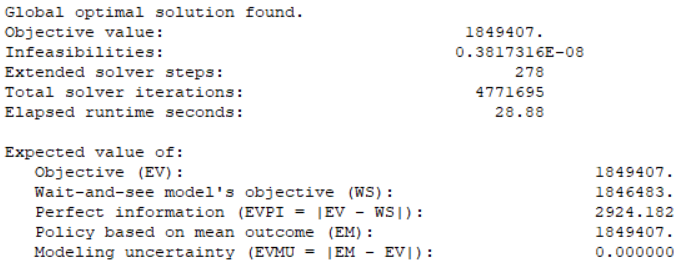 Global optimal solution found.
Objective value: 1849407.
Infeasibilities: 0.3817316E-08
Extended solver steps: 278
Total solver iterations: 4771695
Elapsed runtime seconds: 28.88
Expected value of:
Objective (EV): 1849407.
Wait-and-see model's objective (WS): 1846483.
Perfect information (EVPI = |EV - WS|): 2924.182
Policy based on mean outcome (EM): 1849407.
Modeling uncertainty (EVMU = |EM - EV|): 0.000000